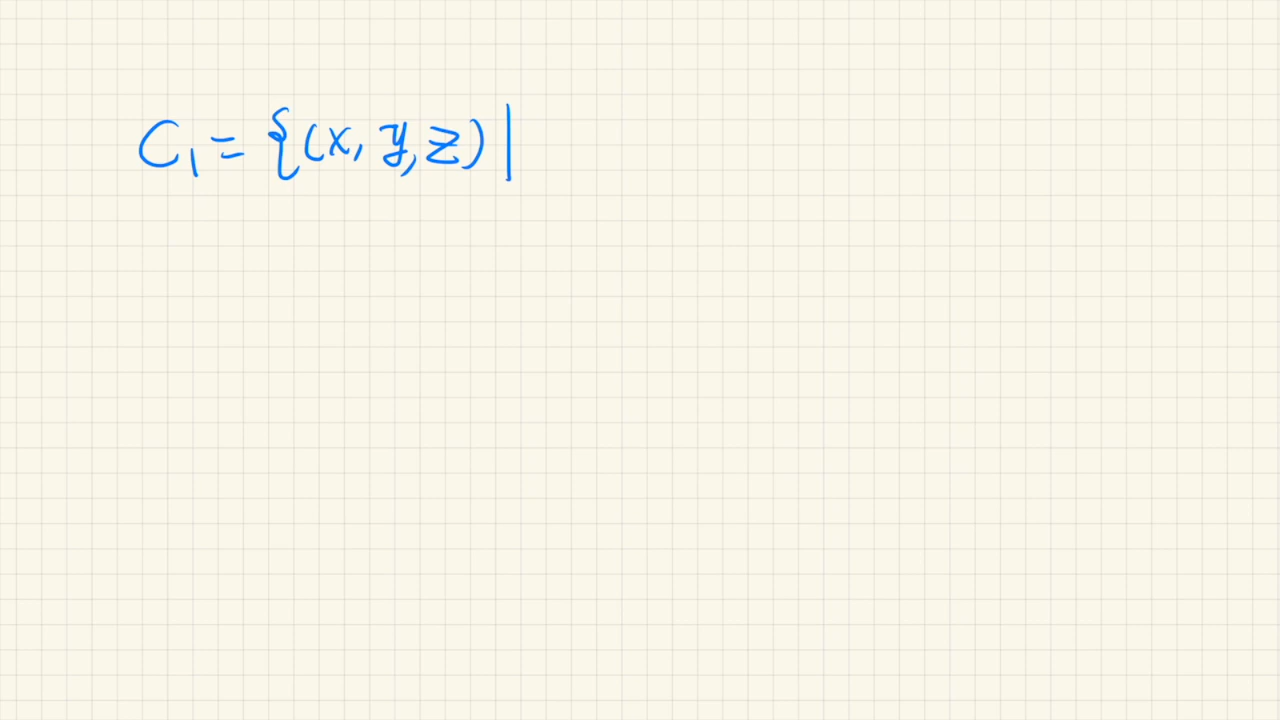 C₁ = {(x, y, z) |